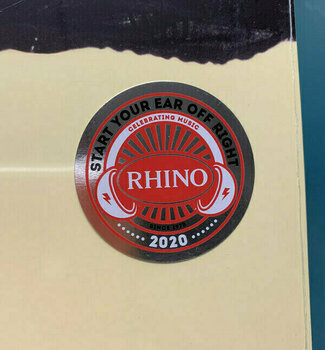 START YOUR EAR OFF RIGHT
CELEBRATING MUSIC
RHINO
SINCE 1978
2020